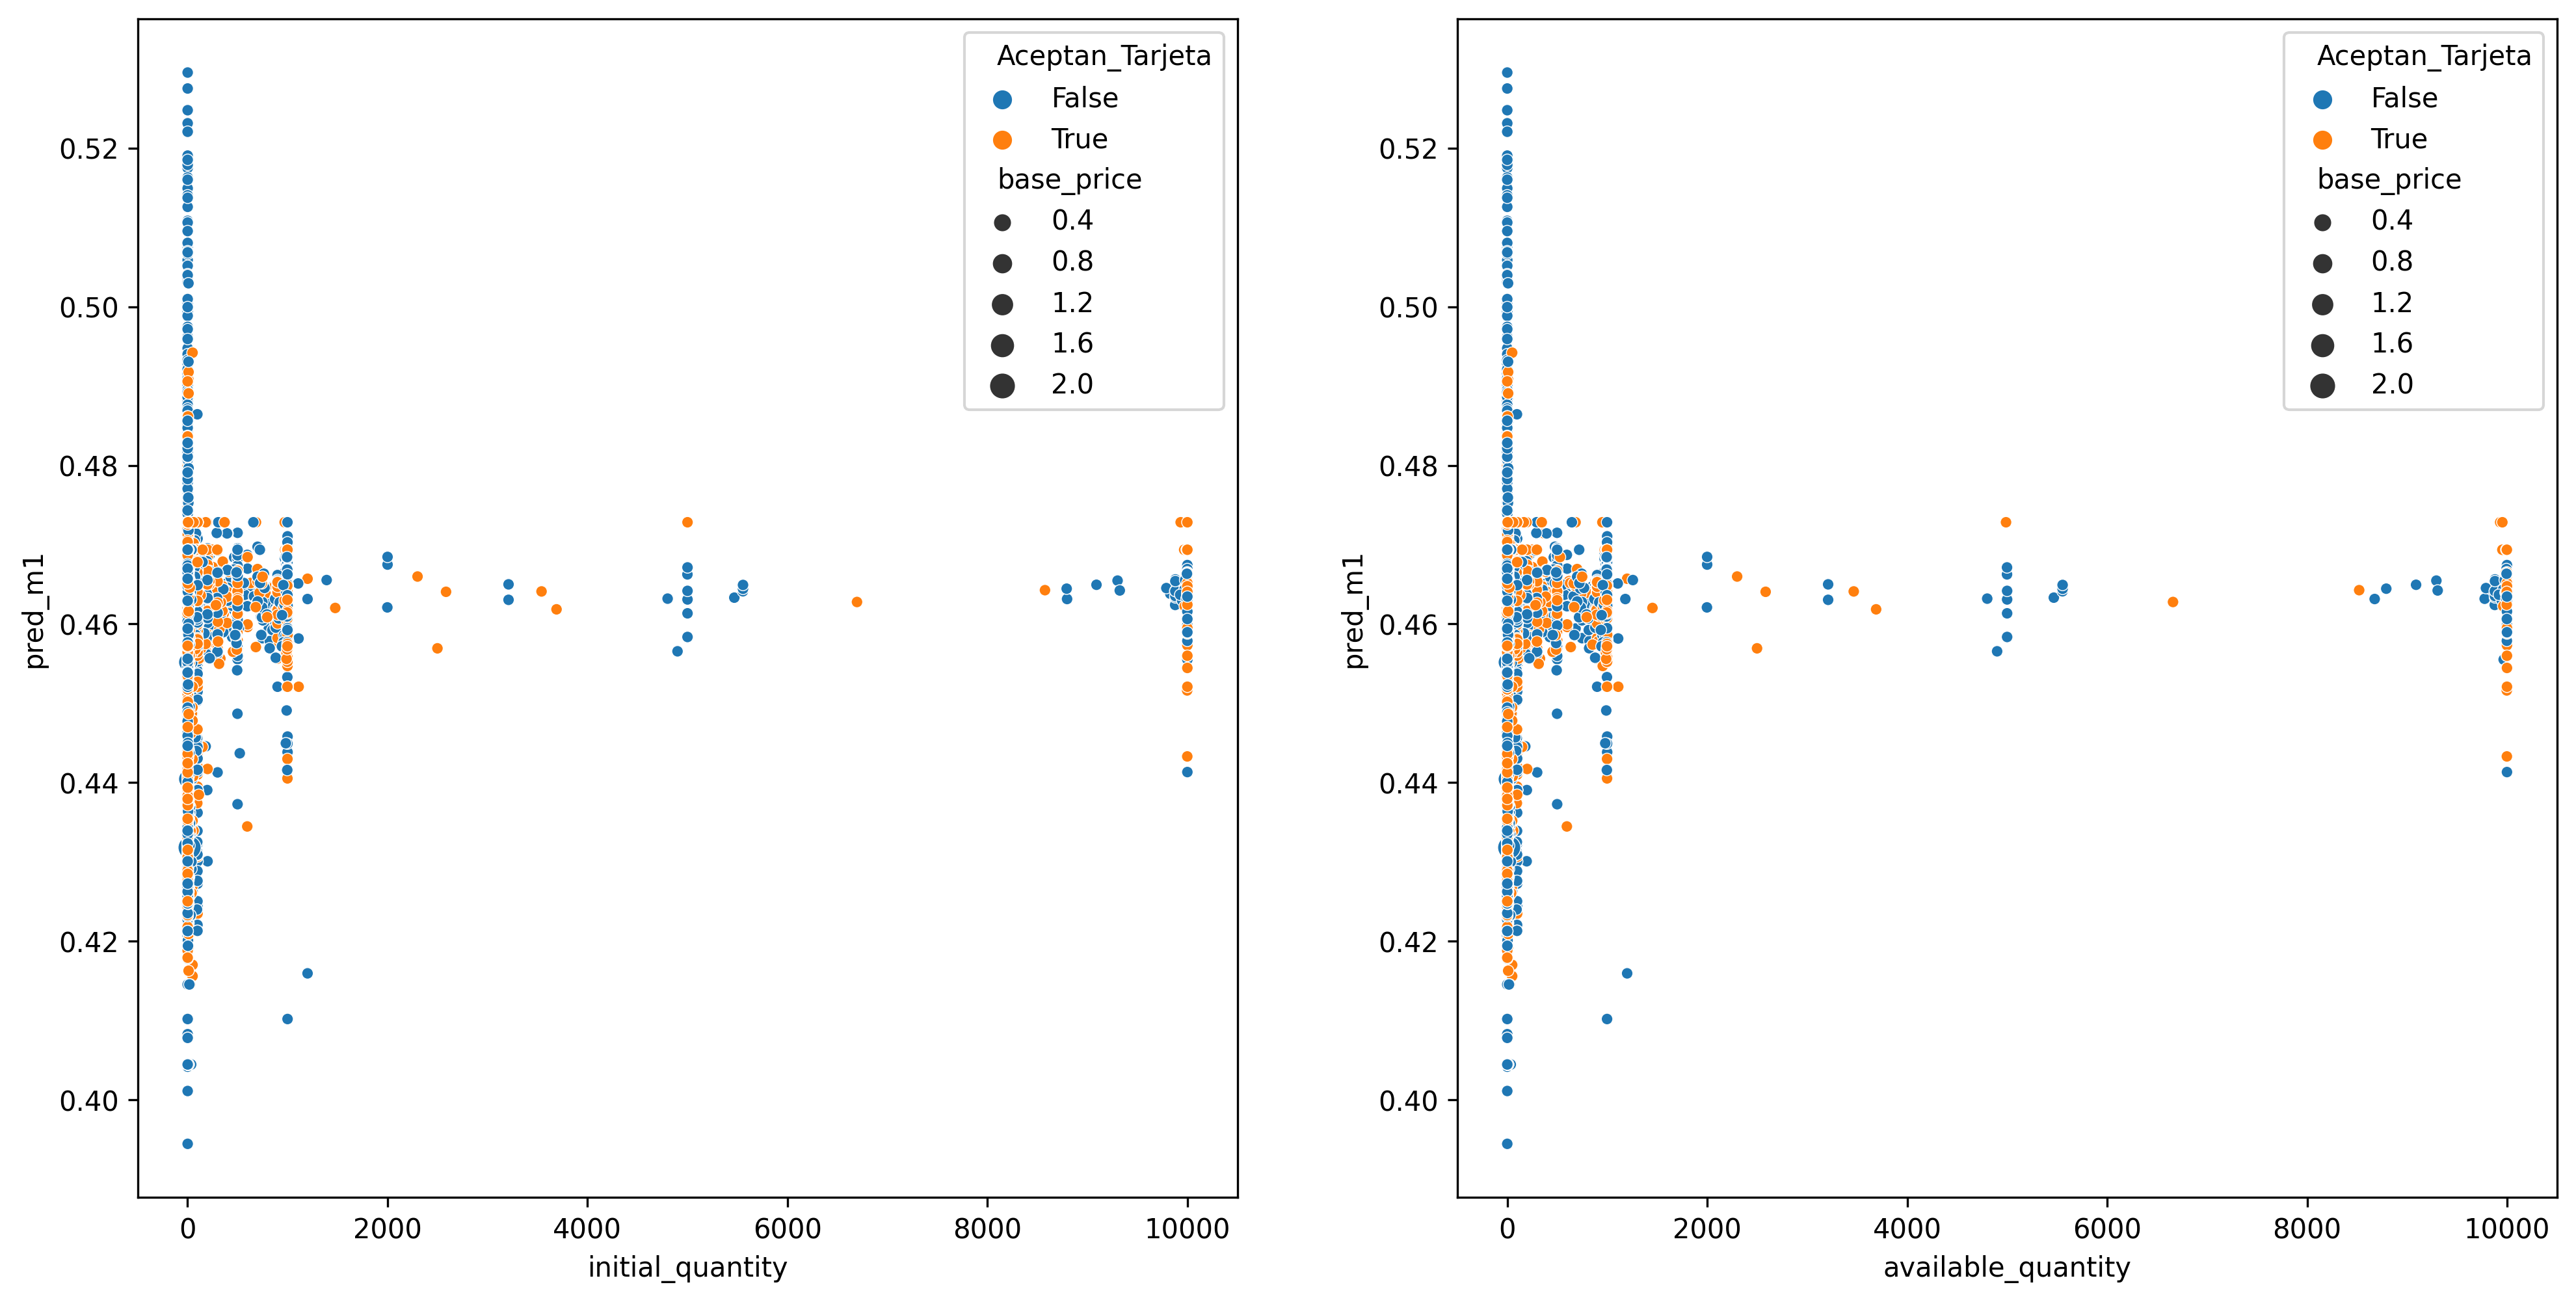 Aceptan_Tarjeta
False
True
base_price
0.4
0.8
1.2
1.6
2.0
0.52
0.50
0.48
0.46
0.44
0.42
0.40
pred_m1
0 2000 4000 6000 8000 10000
initial_quantity
Aceptan_Tarjeta
False
True
base_price
0.4
0.8
1.2
1.6
2.0
0.52
0.50
0.48
0.46
0.44
0.42
0.40
pred_m1
0 2000 4000 6000 8000 10000
available_quantity